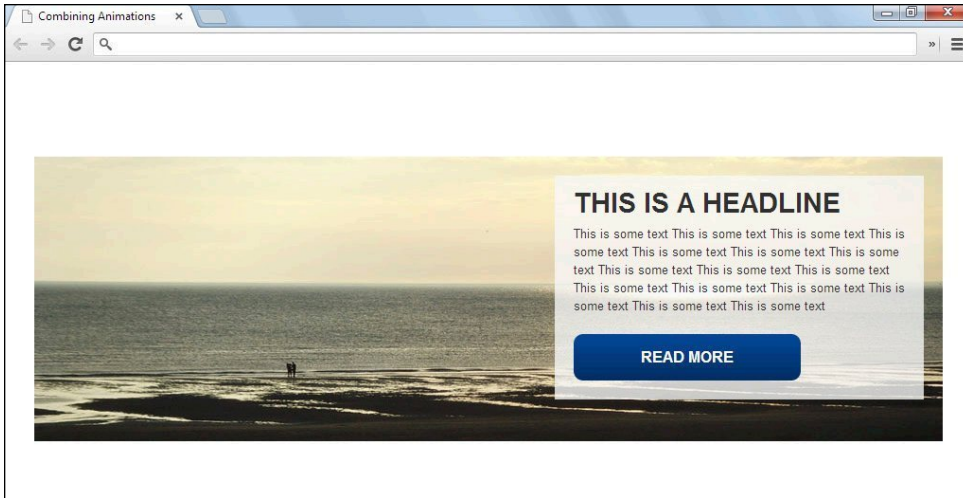 Combining Animations
THIS IS A HEADLINE
This is some text This is some text This is some text This is
some text This is some text This is some text This is some
text This is some text This is some text This is some text
This is some text This is some text This is some text This is
some text This is some text This is some text
READ MORE